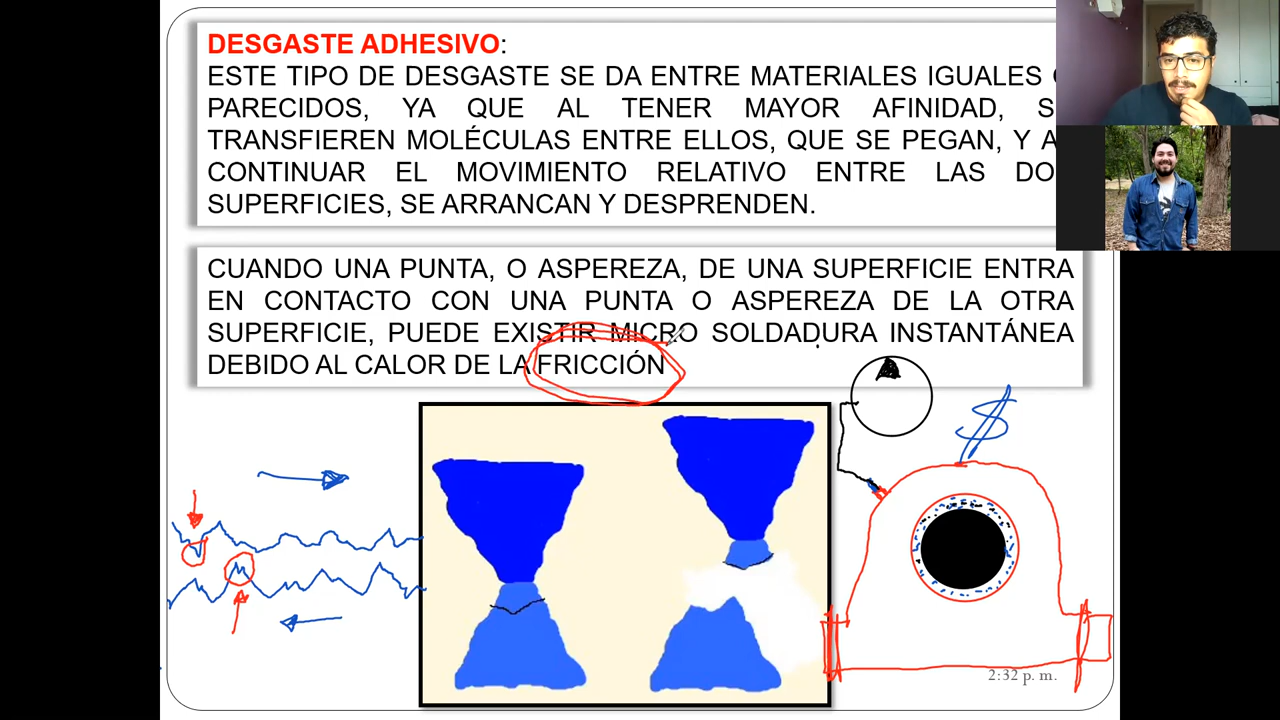 DESGASTE ADHESIVO:
ESTE TIPO DE DESGASTE SE DA ENTRE MATERIALES IGUALES
PARECIDOS, YA QUE AL TENER MAYOR AFINIDAD, S
TRANSFIEREN MOLÉCULAS ENTRE ELLOS, QUE SE PEGAN, Y A
CONTINUAR EL MOVIMIENTO RELATIVO ENTRE LAS DO
SUPERFICIES, SE ARRANCAN Y DESPRENDEN.
CUANDO UNA PUNTA, O ASPEREZA, DE UNA SUPERFICIE ENTRA
EN CONTACTO CON UNA PUNTA O ASPEREZA DE LA OTRA
SUPERFICIE, PUEDE EXISTIR MICRO SOLDADURA INSTANTÁNEA
DEBIDO AL CALOR DE LA FRICCIÓN
$
2:32 p. m.